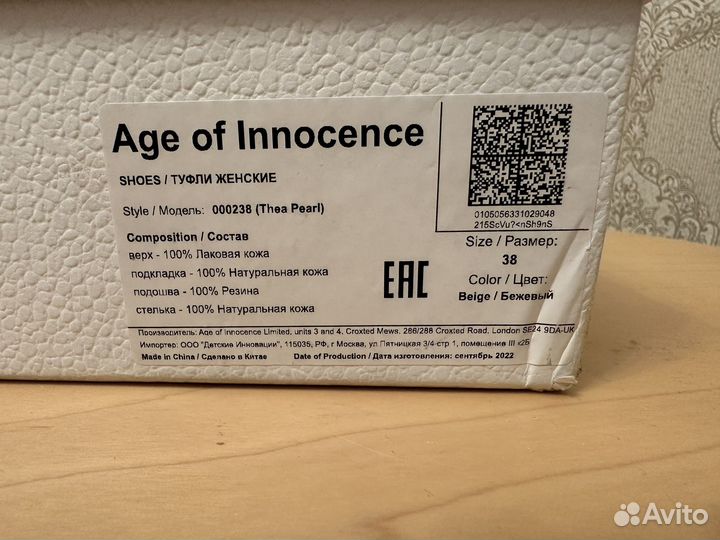 Age of Innocence
SHOES / ТУФЛИ ЖЕНСКИЕ
Style / Модель: 000238 (Thea Pearl)
Composition / Состав
верх - 100% Лаковая кожа
подкладка - 100% Натуральная кожа
подошва - 100% Резина
стелька - 100% Натуральная кожа
EAC
0105056331029048
215ScVu?<nSh9nS
Size / Размер:
38
Color / Цвет:
Beige / Бежевый
Производитель: Age of Innocence Limited, units 3 and 4, Croxted Mews, 286/288 Croxted Road, London SE24 9DA-UK
Импортер: ООО "Детские Инновации", 115035, РФ, г Москва, ул Пятницкая 3/4 стр 1, помещение III
Made in China / Сделано в Китае Date of Production / Дата изготовления: сентябрь 2022
Avito